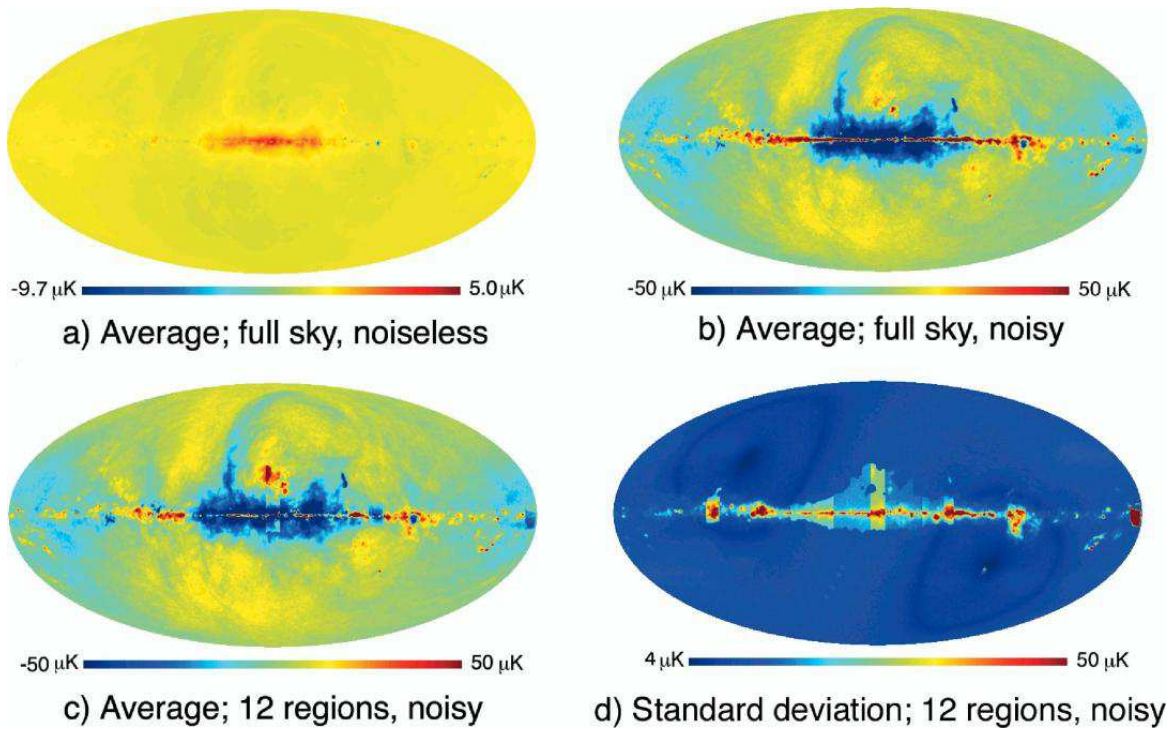 -9.7 μK 5.0 μK
a) Average; full sky, noiseless
-50 μK 50 μK
b) Average; full sky, noisy
-50 μK 50 μK
c) Average; 12 regions, noisy
4 μK 50 μK
d) Standard deviation; 12 regions, noisy